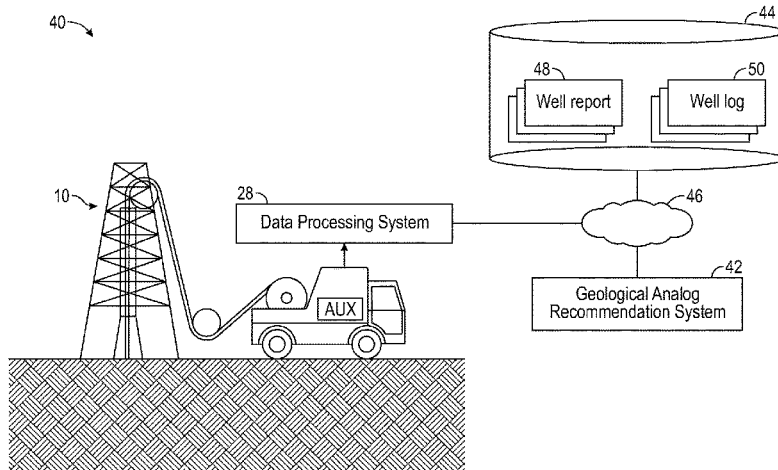 40
44
48
50
Well report
Well log
10
28
46
Data Processing System
42
Geological Analog
Recommendation System
AUX